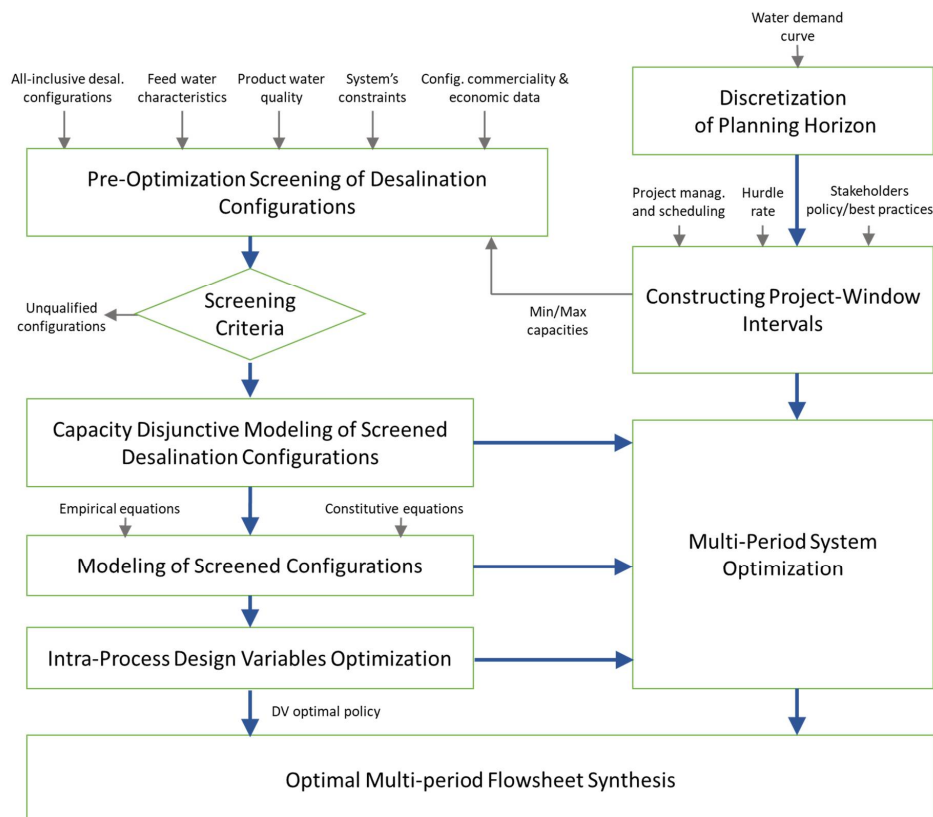 Water demand
curve
All-inclusive desal.
configurations
Feed water
characteristics
Product water
quality
System's
constraints
Config. commerciality &
economic data
Discretization
of Planning Horizon
Pre-Optimization Screening of Desalination
Configurations
Project manag.
and scheduling
Hurdle
rate
Stakeholders
policy/best practices
Unqualified
configurations
Screening
Criteria
Min/Max
capacities
Constructing Project-Window
Intervals
Capacity Disjunctive Modeling of Screened
Desalination Configurations
Empirical equations
Constitutive equations
Modeling of Screened Configurations
Multi-Period System
Optimization
Intra-Process Design Variables Optimization
DV optimal policy
Optimal Multi-period Flowsheet Synthesis